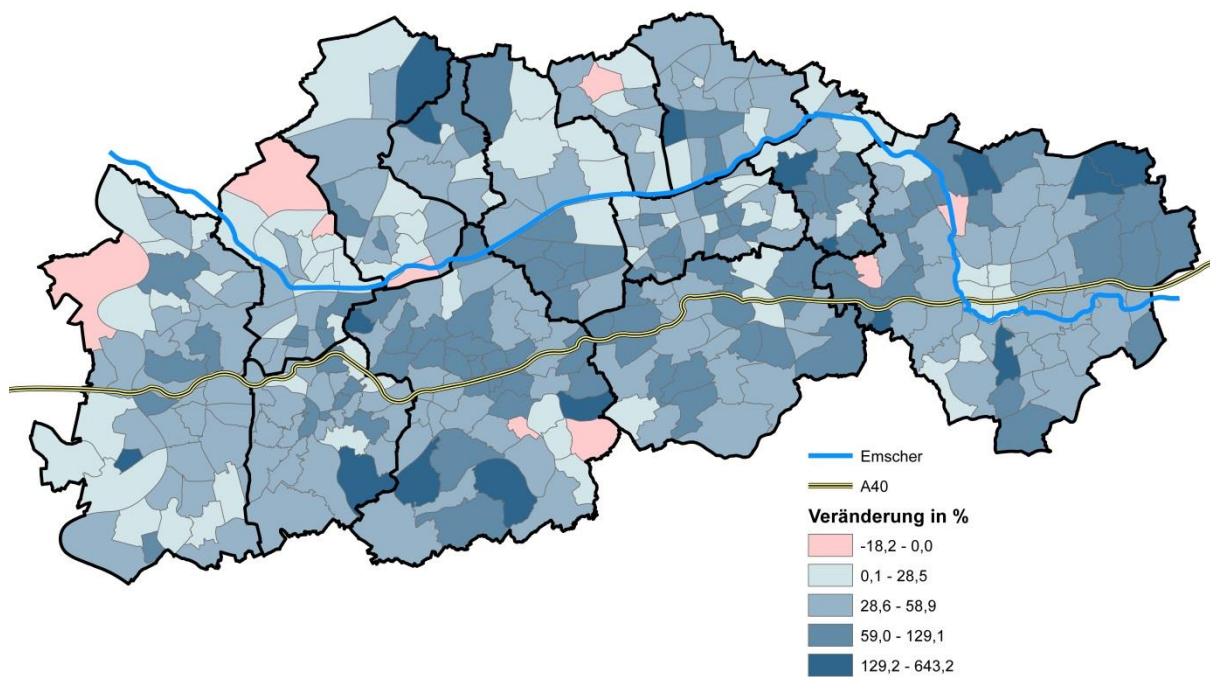 Emscher
A40
Veränderung in %
-18,2 - 0,0
0,1 - 28,5
28,6 - 58,9
59,0 - 129,1
129,2 - 643,2